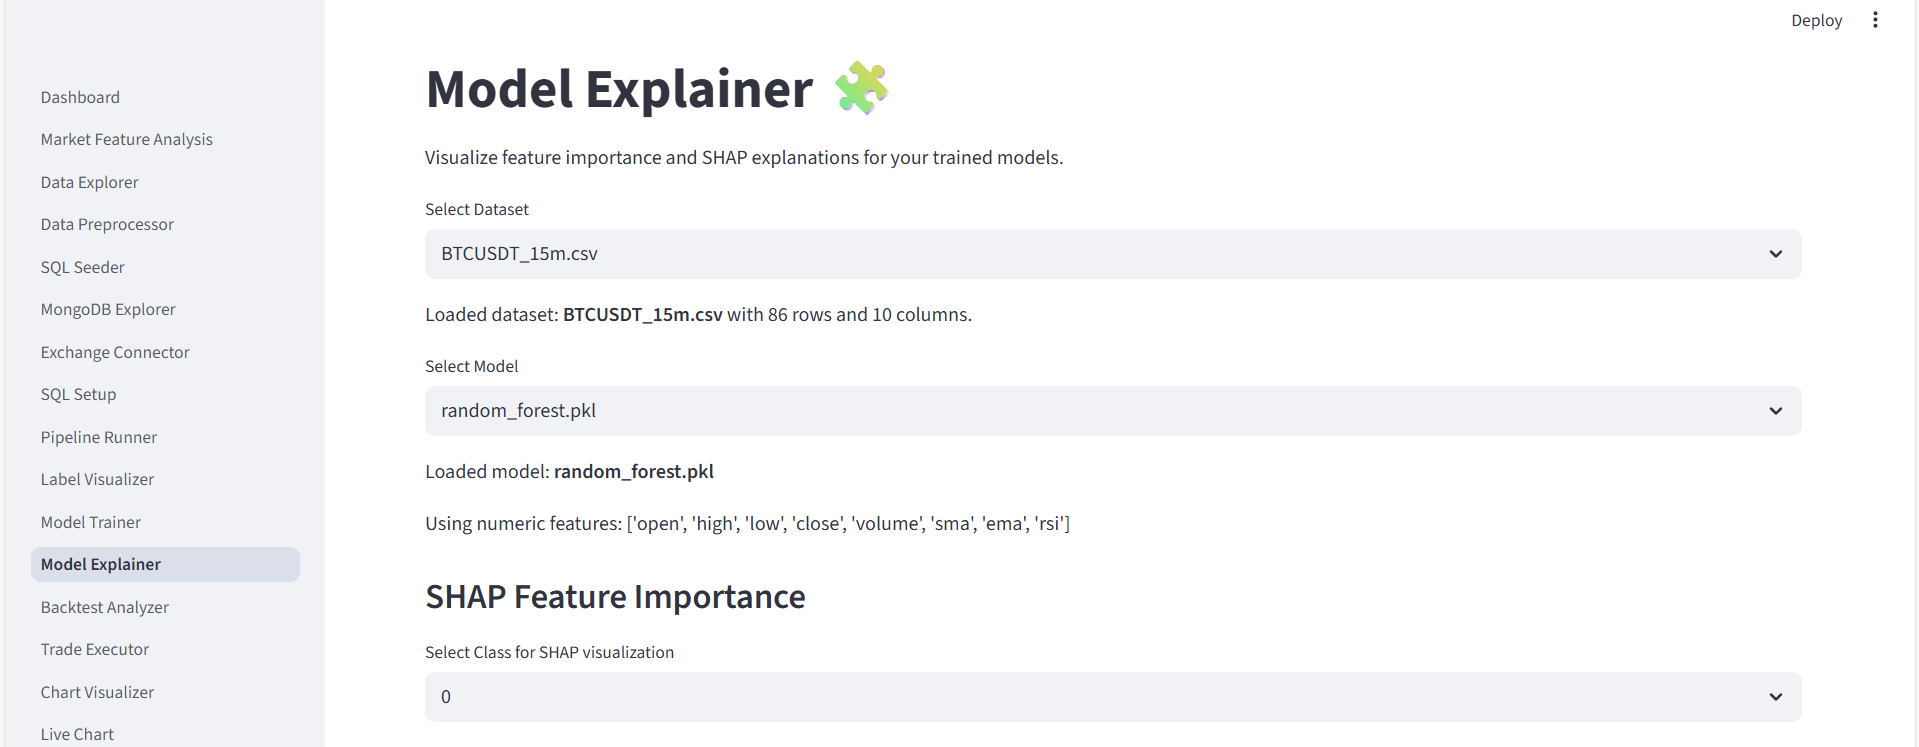 Deploy
Dashboard
Market Feature Analysis
Data Explorer
Data Preprocessor
SQL Seeder
MongoDB Explorer
Exchange Connector
SQL Setup
Pipeline Runner
Label Visualizer
Model Trainer
Model Explainer
Backtest Analyzer
Trade Executor
Chart Visualizer
Live Chart
Model Explainer
Visualize feature importance and SHAP explanations for your trained models.
Select Dataset
BTCUSDT_15m.csv
Loaded dataset: BTCUSDT_15m.csv with 86 rows and 10 columns.
Select Model
random_forest.pkl
Loaded model: random_forest.pkl
Using numeric features: ['open', 'high', 'low', 'close', 'volume', 'sma', 'ema', 'rsi']
SHAP Feature Importance
Select Class for SHAP visualization
0